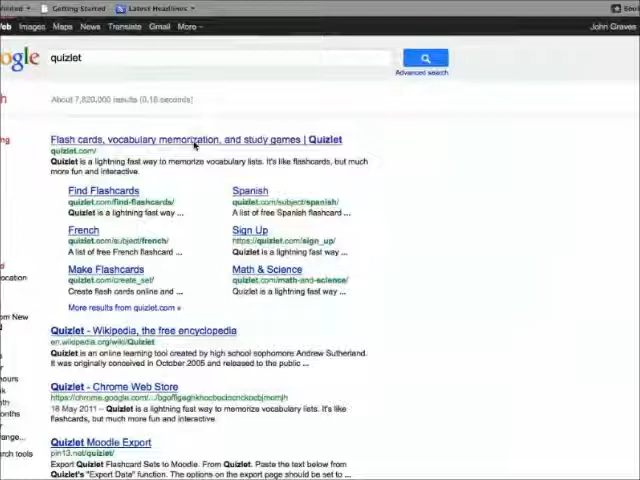 Getting Started Latest Headlines
Web Images Maps News Translate Gmail More John Graves
ogle quizlet
Advanced search
About 7,820,000 results (0.16 seconds)
Flash cards, vocabulary memorization, and study games | Quizlet
quizlet.com/
Quizlet is a lightning fast way to memorize vocabulary lists. It's like flashcards, but much
more fun and interactive.
Find Flashcards Spanish
quizlet.com/find-flashcards/ quizlet.com/subject/spanish/
Quizlet is a lightning fast way ... A list of free Spanish flashcard ...
French Sign Up
quizlet.com/subject/french/ https://quizlet.com/sign_up/
A list of free French flashcard ... Quizlet is a lightning fast way ...
Make Flashcards Math & Science
quizlet.com/create_set/ quizlet.com/math-and-science/
Create flash cards online and ... Quizlet is a lightning fast way ...
More results from quizlet.com »
Quizlet - Wikipedia, the free encyclopedia
en.wikipedia.org/wiki/Quizlet
Quizlet is an online learning tool created by high school sophomore Andrew Sutherland.
It was originally conceived in October 2005 and released to the public ...
Quizlet - Chrome Web Store
https://chrome.google.com/.../
18 May 2011 – Quizlet is a lightning fast way to memorize vocabulary lists. It's like
flashcards, but much more fun and interactive.
Quizlet Moodle Export
pin13.net/quizlet/
Export Quizlet Flashcard Sets to Moodle. From Quizlet. Paste the text below from
Quizlet's "Export Data" function. The options on the export page should be set to ...